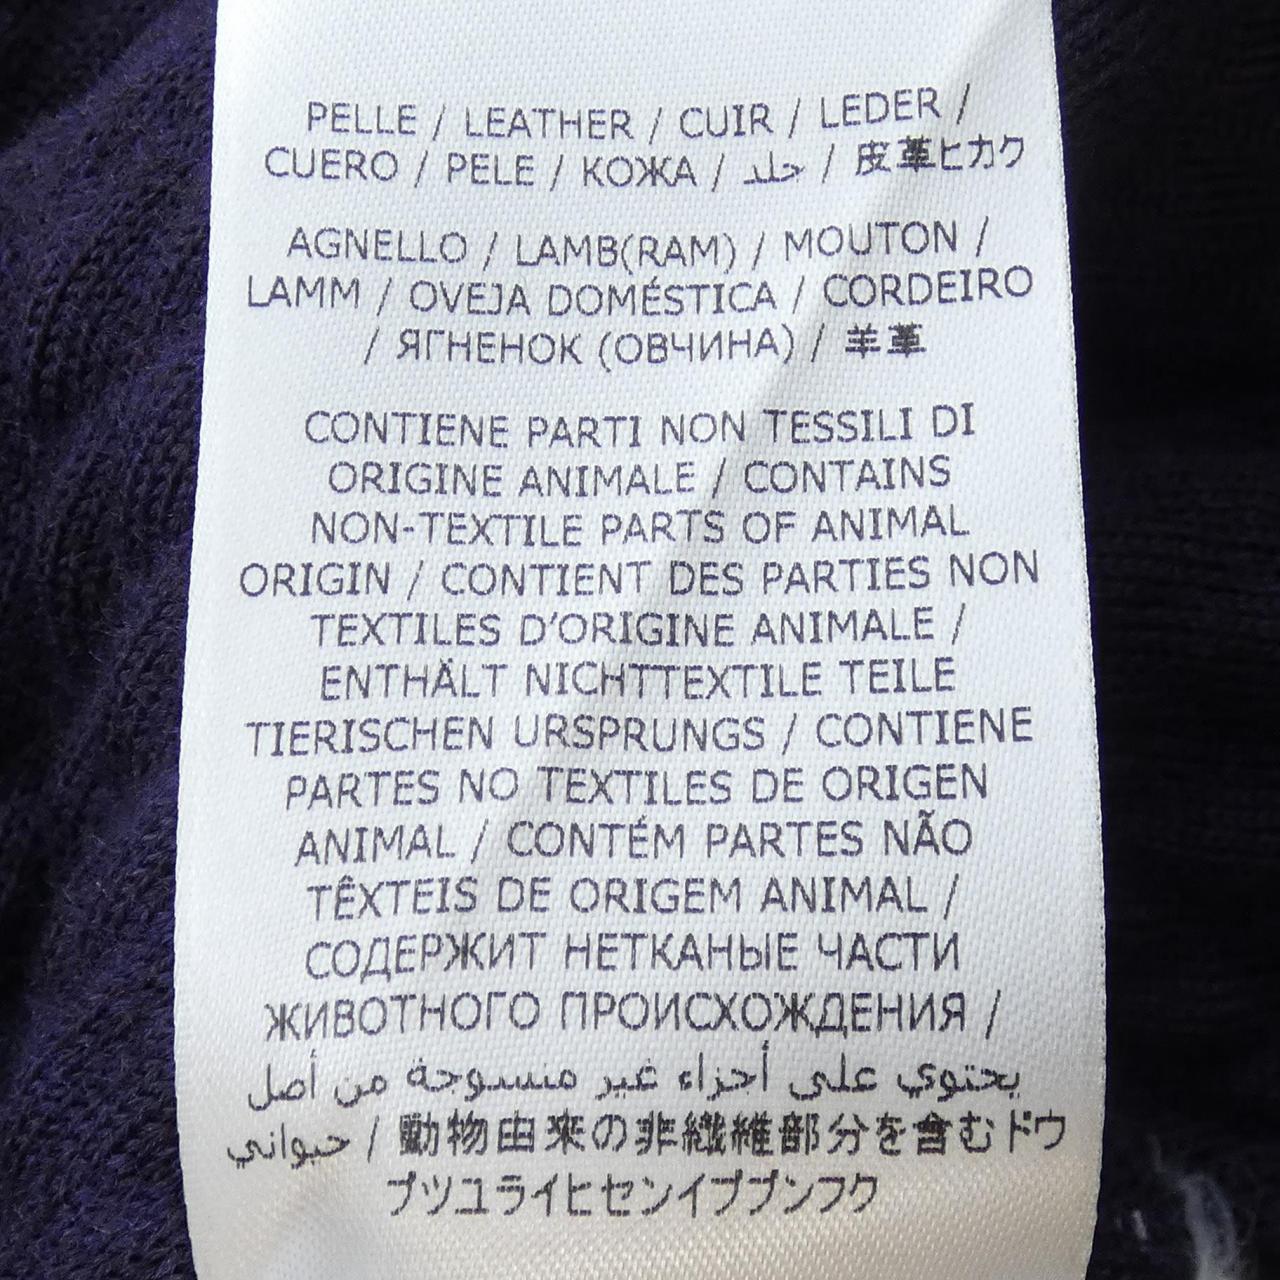 PELLE / LEATHER / CUIR / LEDER /
CUERO / PELE / КОЖА / جلد / 皮革ヒカク
AGNELLO / LAMB(RAM) / MOUTON /
LAMM / OVEJA DOMÉSTICA / CORDEIRO
/ ЯГНЕНОК (ОВЧИНА) / 羊革
CONTIENE PARTI NON TESSILI DI
ORIGINE ANIMALE / CONTAINS
NON-TEXTILE PARTS OF ANIMAL
ORIGIN / CONTIENT DES PARTIES NON
TEXTILES D'ORIGINE ANIMALE /
ENTHÄLT NICHTTEXTILE TEILE
TIERISCHEN URSPRUNGS / CONTIENE
PARTES NO TEXTILES DE ORIGEN
ANIMAL / CONTÉM PARTES NÃO
TÊXTEIS DE ORIGEM ANIMAL /
СОДЕРЖИТ НЕТКАНЫЕ ЧАСТИ
ЖИВОТНОГО ПРОИСХОЖДЕНИЯ /
يحتوي على أجزاء غير منسوجة من أصل
حيواني / 動物由来の非繊維部分を含むドウ
ブツユライヒセンイブブンフク